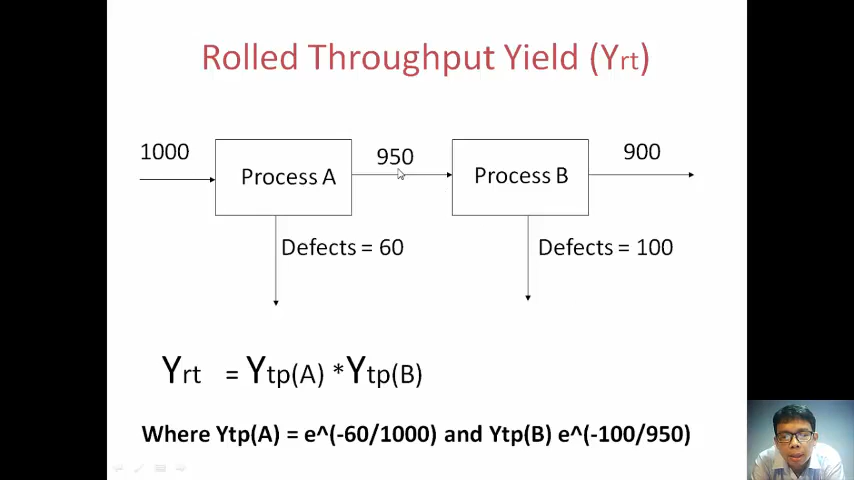 Rolled Throughput Yield (Yrt)
1000
950
900
Process A
Process B
Defects = 60
Defects = 100
Yrt = Ytp(A) *Ytp(B)
Where Ytp(A) = e^(-60/1000) and Ytp(B) e^(-100/950)